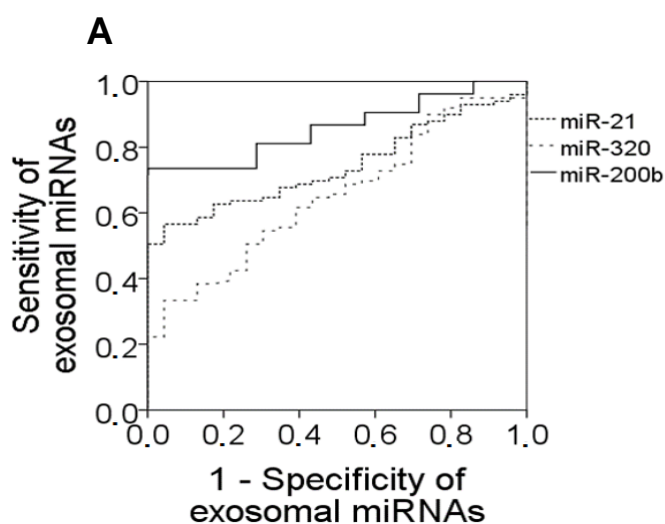 A
1.0
0.8
0.6
0.4
0.2
0.0
0.0 0.2 0.4 0.6 0.8 1.0
Sensitivity of
exosomal miRNAs
1 - Specificity of
exosomal miRNAs
miR-21
miR-320
miR-200b